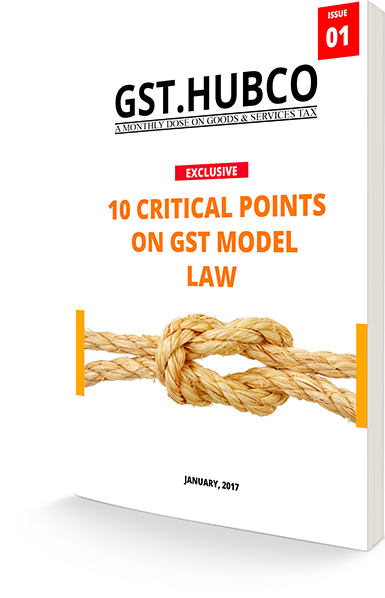 ISSUE
01
GST.HUBCO
A MONTHLY DOSE ON GOODS & SERVICES TAX
EXCLUSIVE
10 CRITICAL POINTS
ON GST MODEL
LAW
JANUARY, 2017